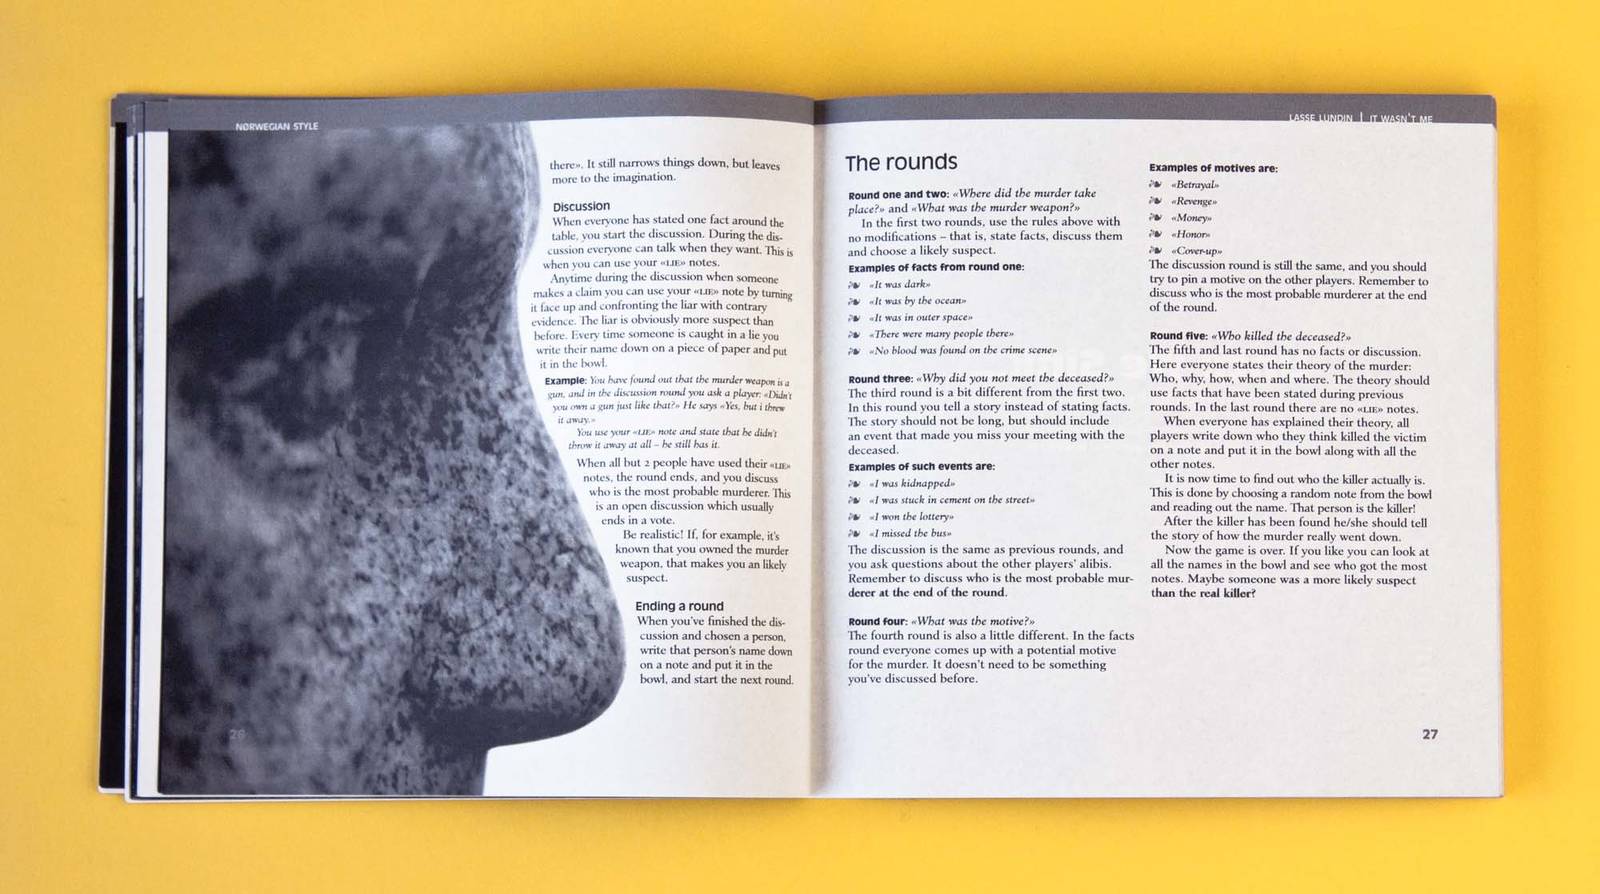 NØRWEGIAN STYLE
there». It still narrows things down, but leaves
more to the imagination.
Discussion
When everyone has stated one fact around the
table, you start the discussion. During the dis-
cussion everyone can talk when they want. This is
when you can use your «LIE» notes.
Anytime during the discussion when someone
makes a claim you can use your «LIE» note by turning
it face up and confronting the liar with contrary
evidence. The liar is obviously more suspect than
before. Every time someone is caught in a lie you
write their name down on a piece of paper and put
it in the bowl.
Example: You have found out that the murder weapon is a
gun, and in the discussion round you ask a player: «Didn't
you own a gun just like that?» He says «Yes, but i threw
it away.»
You use your «LIE» note and state that he didn't
throw it away at all – he still has it.
When all but 2 people have used their «LIE»
notes, the round ends, and you discuss
who is the most probable murderer. This
is an open discussion which usually
ends in a vote.
Be realistic! If, for example, it's
known that you owned the murder
weapon, that makes you an likely
suspect.
Ending a round
When you've finished the dis-
cussion and chosen a person,
write that person's name down
on a note and put it in the
bowl, and start the next round.
26
LASSE LUNDIN | IT WASN'T ME
The rounds
Round one and two: «Where did the murder take
place?» and «What was the murder weapon?»
In the first two rounds, use the rules above with
no modifications – that is, state facts, discuss them
and choose a likely suspect.
Examples of facts from round one:
«It was dark»
«It was by the ocean»
«It was in outer space»
«There were many people there»
«No blood was found on the crime scene»
Round three: «Why did you not meet the deceased?»
The third round is a bit different from the first two.
In this round you tell a story instead of stating facts.
The story should not be long, but should include
an event that made you miss your meeting with the
deceased.
Examples of such events are:
«I was kidnapped»
«I was stuck in cement on the street»
«I won the lottery»
«I missed the bus»
The discussion is the same as previous rounds, and
you ask questions about the other players' alibis.
Remember to discuss who is the most probable mur-
derer at the end of the round.
Round four: «What was the motive?»
The fourth round is also a little different. In the facts
round everyone comes up with a potential motive
for the murder. It doesn't need to be something
you've discussed before.
Examples of motives are:
«Betrayal»
«Revenge»
«Money»
«Honor»
«Cover-up»
The discussion round is still the same, and you should
try to pin a motive on the other players. Remember to
discuss who is the most probable murderer at the end
of the round.
Round five: «Who killed the deceased?»
The fifth and last round has no facts or discussion.
Here everyone states their theory of the murder:
Who, why, how, when and where. The theory should
use facts that have been stated during previous
rounds. In the last round there are no «LIE» notes.
When everyone has explained their theory, all
players write down who they think killed the victim
on a note and put it in the bowl along with all the
other notes.
It is now time to find out who the killer actually is.
This is done by choosing a random note from the bowl
and reading out the name. That person is the killer!
After the killer has been found he/she should tell
the story of how the murder really went down.
Now the game is over. If you like you can look at
all the names in the bowl and see who got the most
notes. Maybe someone was a more likely suspect
than the real killer?
27